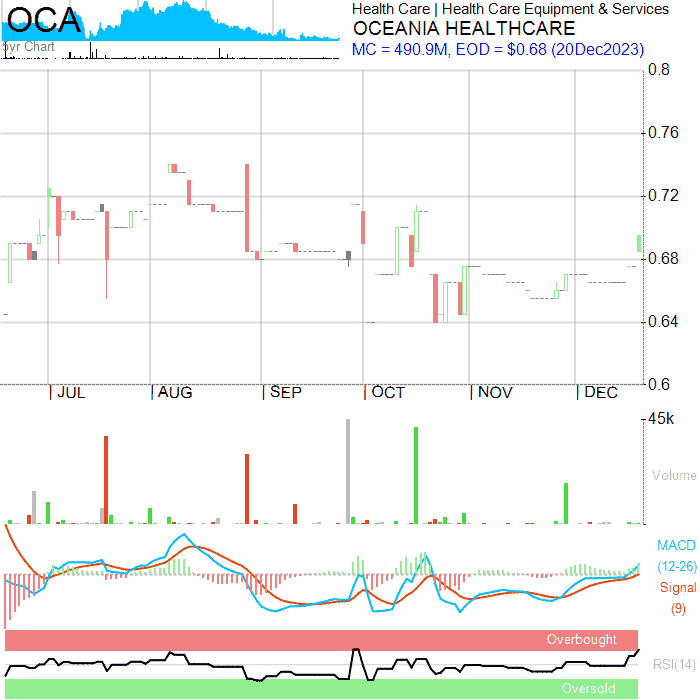 OCA
5yr Chart
Health Care | Health Care Equipment & Services
OCEANIA HEALTHCARE
MC = 490.9M, EOD = $0.68 (20Dec2023)
0.8
0.76
0.72
0.68
0.64
0.6
| JUL | AUG | SEP | OCT | NOV | DEC
45k
Volume
MACD
(12-26)
Signal
(9)
Overbought
RSI(14)
Oversold